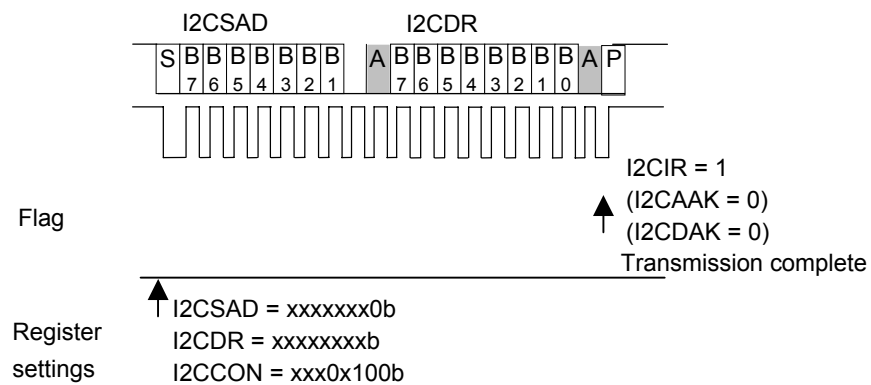 I2CSAD I2CDR
S B7 B6 B5 B4 B3 B2 B1 A B7 B6 B5 B4 B3 B2 B1 B0 A P
I2CIR = 1
(I2CAAK = 0)
Flag
(I2CDAK = 0)
Transmission complete
I2CSAD = xxxxxxx0b
Register
settings
I2CDR = xxxxxxxxb
I2CCON = xxx0x100b